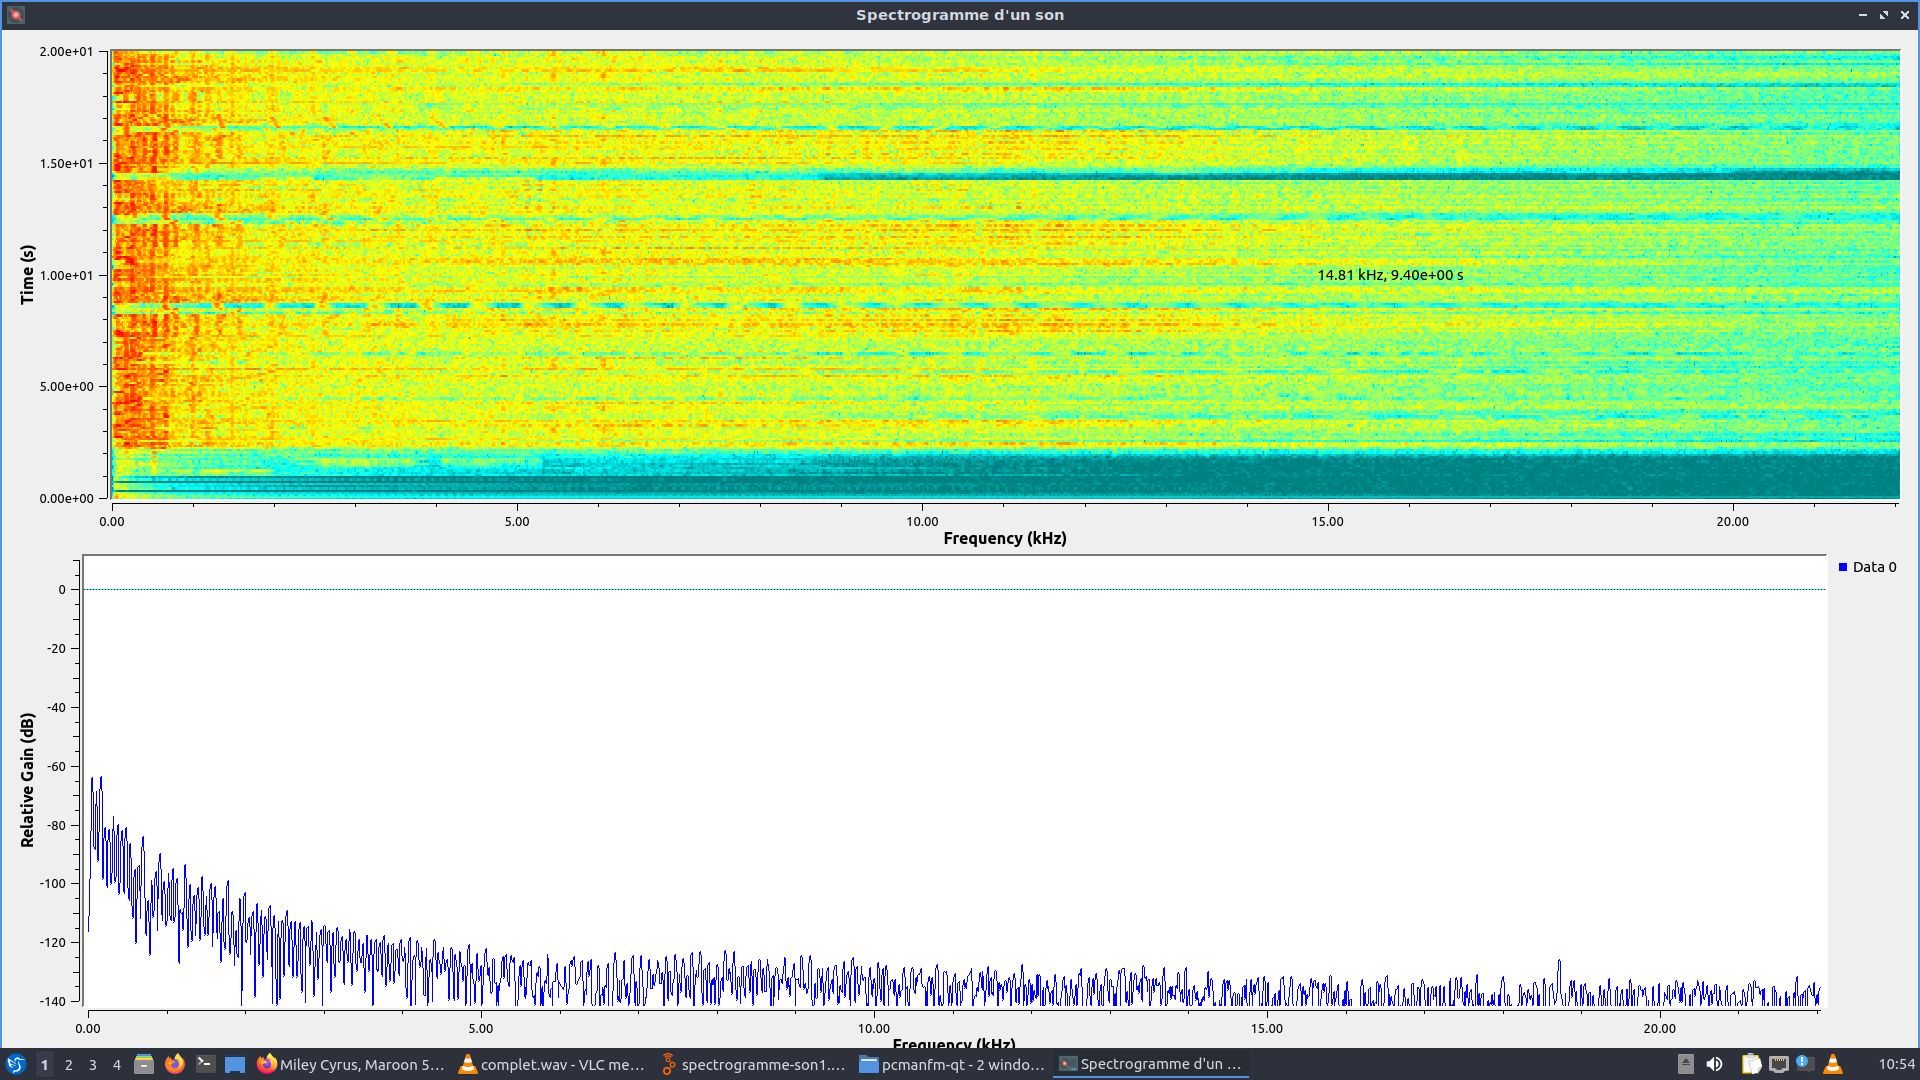 Spectrogramme d'un son
2.00e+01
1.50e+01
1.00e+01
5.00e+00
0.00e+00
Time (s)
14.81 kHz, 9.40e+00 s
0.00 5.00 10.00 15.00 20.00
Frequency (kHz)
Data 0
0
-20
-40
-60
-80
-100
-120
-140
Relative Gain (dB)
0.00 5.00 10.00 15.00 20.00
Frequency (kHz)
1 2 3 4 Miley Cyrus, Maroon 5... complet.wav - VLC me... spectrogramme-son1.... pcmanfm-qt - 2 windo... Spectrogramme d'un ... 10:54